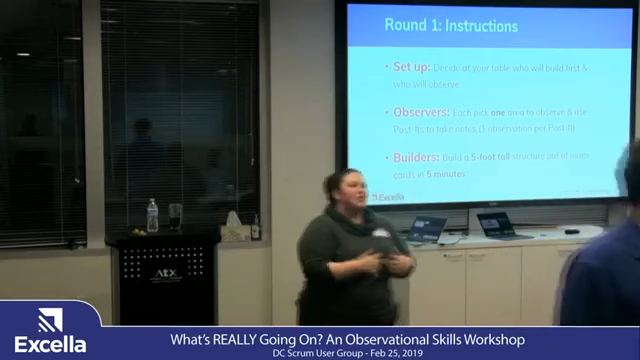 Round 1: Instructions
• Set up: Decide at your table who will build first &
who will observe
• Observers: Each pick one area to observe & use
Post-Its to take notes (1 observation per Post-It)
• Builders: Build a 5-foot tall structure out of index
cards in 5 minutes
Excella
ATX
Excella
What's REALLY Going On? An Observational Skills Workshop
DC Scrum User Group - Feb 25, 2019